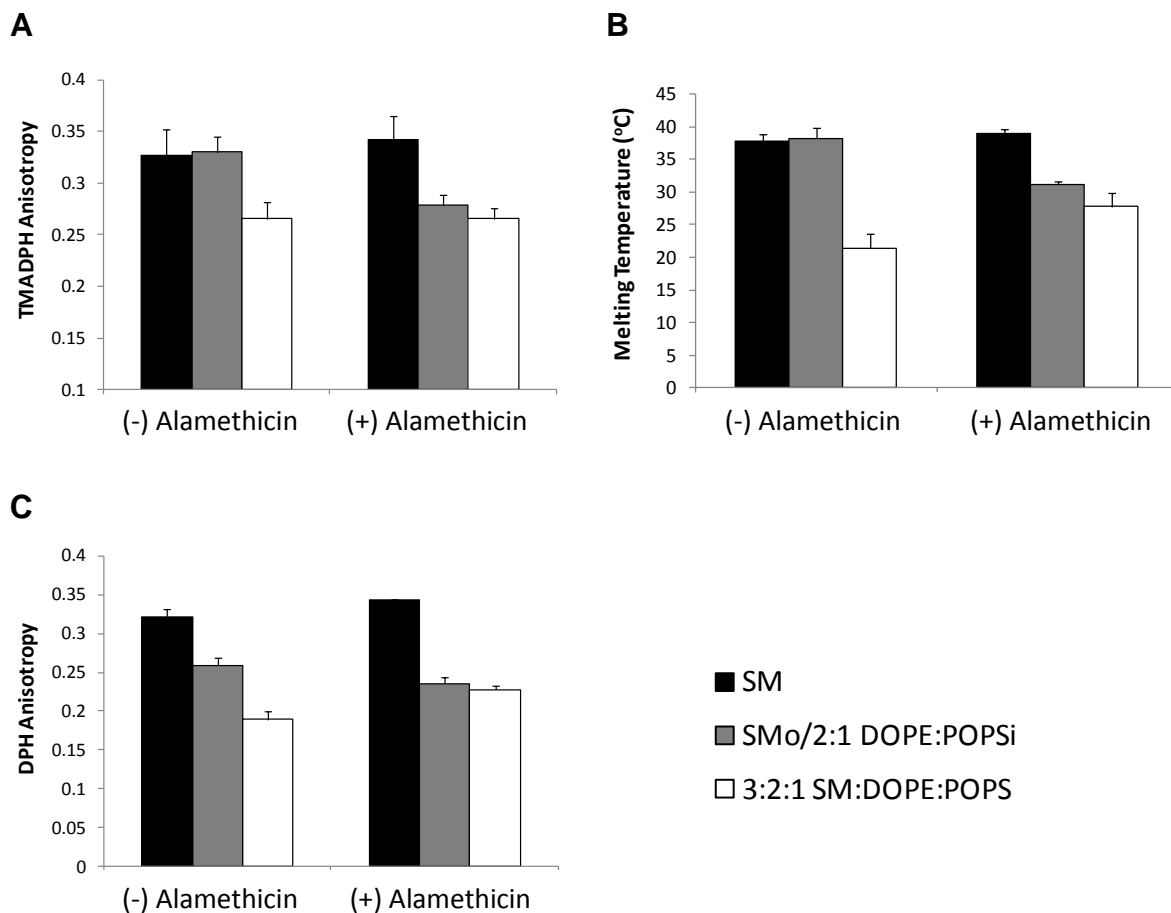 A
TMADPH Anisotropy
0.4
0.35
0.3
0.25
0.2
0.15
0.1
(-) Alamethicin
(+) Alamethicin
B
Melting Temperature (°C)
45
40
35
30
25
20
15
10
5
0
(-) Alamethicin
(+) Alamethicin
C
DPH Anisotropy
0.4
0.35
0.3
0.25
0.2
0.15
0.1
0.05
0
(-) Alamethicin
(+) Alamethicin
SM
SMo/2:1 DOPE:POPSi
3:2:1 SM:DOPE:POPS